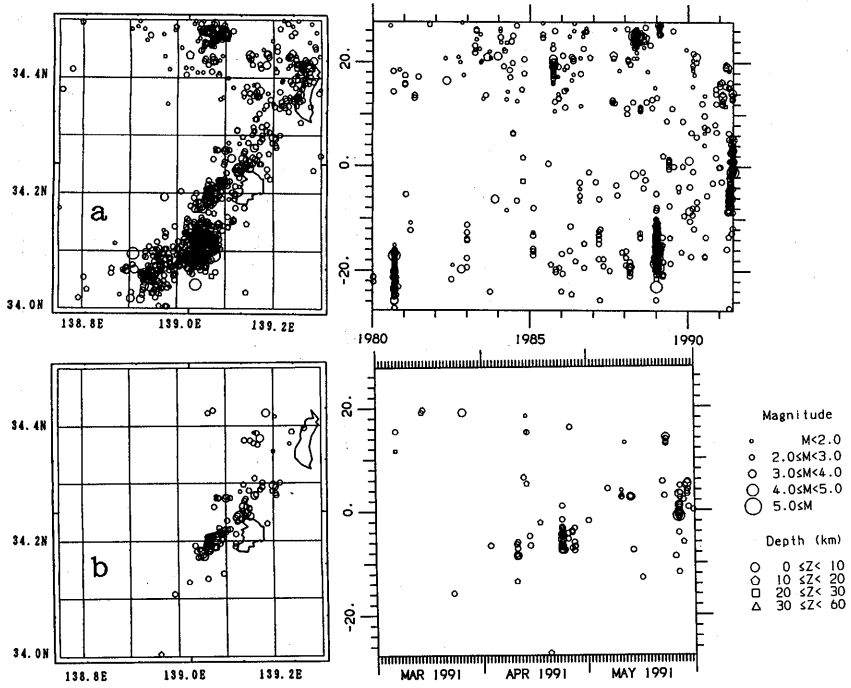 34.4N
34.2N
34.0N
a
138.8E 139.0E 139.2E
20.
0.
-20.
1980 1985 1990
34.4N
34.2N
34.0N
b
138.8E 139.0E 139.2E
20.
0.
-20.
MAR 1991 APR 1991 MAY 1991
Magnitude
M<2.0
2.0≤M<3.0
3.0≤M<4.0
4.0≤M<5.0
5.0≤M
Depth (km)
0 ≤Z< 10
10 ≤Z< 20
20 ≤Z< 30
30 ≤Z< 60